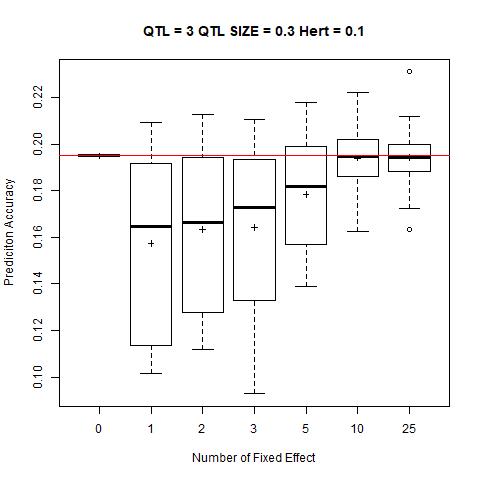 QTL = 3 QTL SIZE = 0.3 Hert = 0.1
Prediciton Accuracy
0.22
0.20
0.18
0.16
0.14
0.12
0.10
0 1 2 3 5 10 25
Number of Fixed Effect